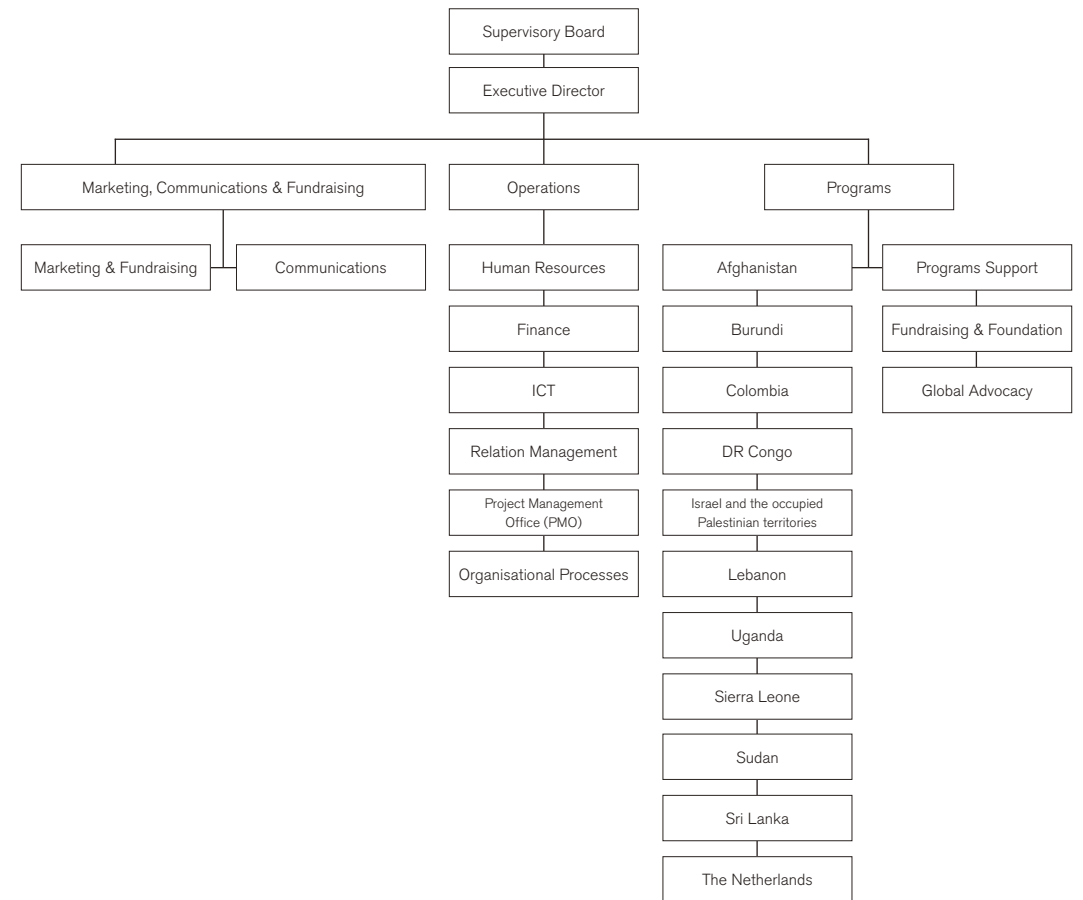 Supervisory Board
Executive Director
Marketing, Communications & Fundraising
Operations
Programs
Marketing & Fundraising
Communications
Human Resources
Finance
ICT
Relation Management
Project Management
Office (PMO)
Organisational Processes
Afghanistan
Burundi
Colombia
DR Congo
Israel and the occupied
Palestinian territories
Lebanon
Uganda
Sierra Leone
Sudan
Sri Lanka
The Netherlands
Programs Support
Fundraising & Foundation
Global Advocacy